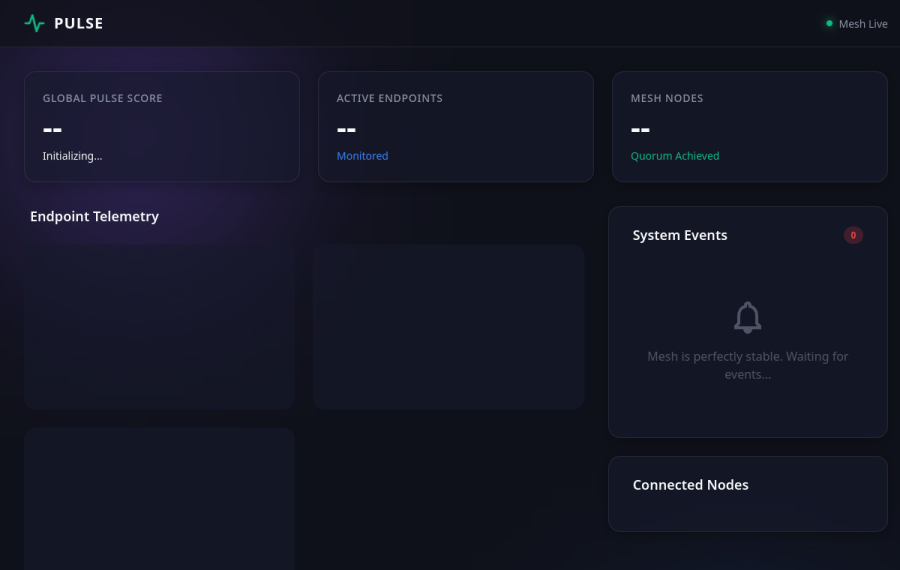 PULSE
Mesh Live
GLOBAL PULSE SCORE
--
Initializing...
ACTIVE ENDPOINTS
--
Monitored
MESH NODES
--
Quorum Achieved
Endpoint Telemetry
System Events
0
Mesh is perfectly stable. Waiting for
events...
Connected Nodes